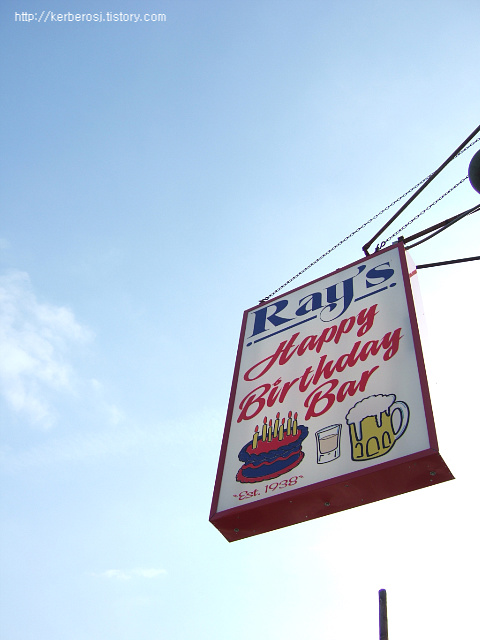 http://kerberosj.tistory.com
Ray's
Happy
Birthday
Bar
"Est. 1938"